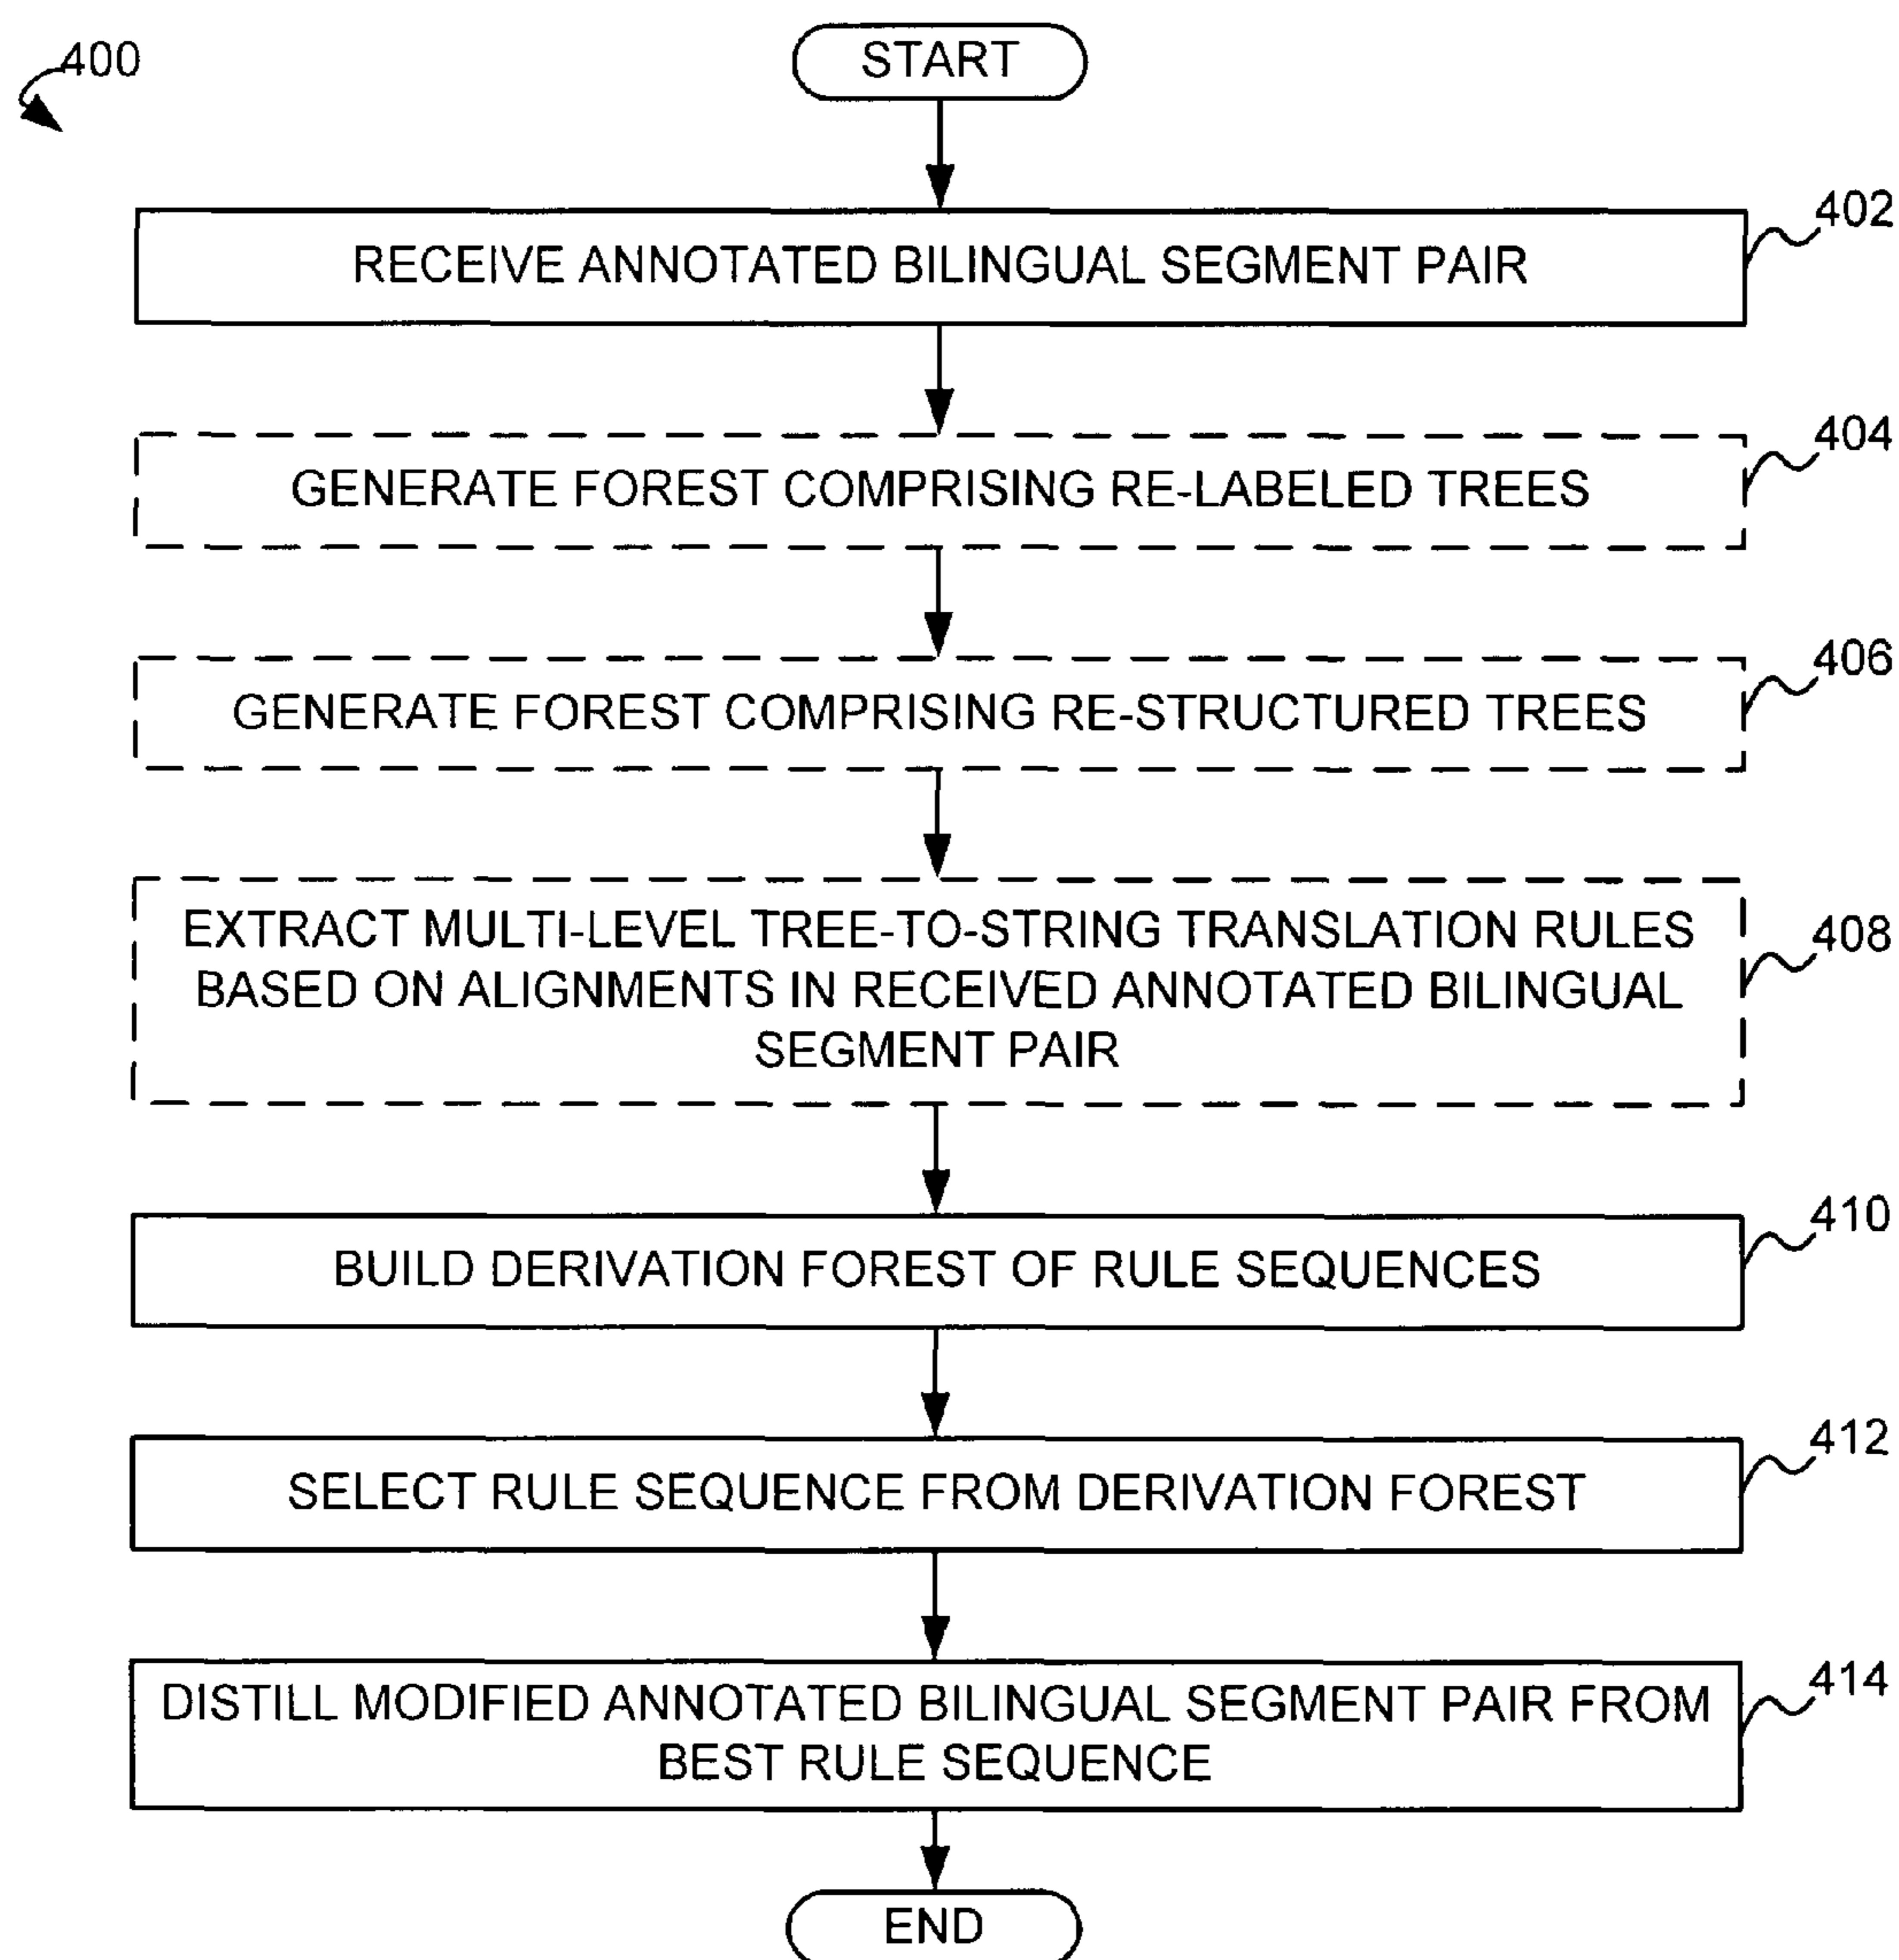 400
START
402
RECEIVE ANNOTATED BILINGUAL SEGMENT PAIR
404
GENERATE FOREST COMPRISING RE-LABELED TREES
406
GENERATE FOREST COMPRISING RE-STRUCTURED TREES
408
EXTRACT MULTI-LEVEL TREE-TO-STRING TRANSLATION RULES
BASED ON ALIGNMENTS IN RECEIVED ANNOTATED BILINGUAL
SEGMENT PAIR
410
BUILD DERIVATION FOREST OF RULE SEQUENCES
412
SELECT RULE SEQUENCE FROM DERIVATION FOREST
414
DISTILL MODIFIED ANNOTATED BILINGUAL SEGMENT PAIR FROM
BEST RULE SEQUENCE
END